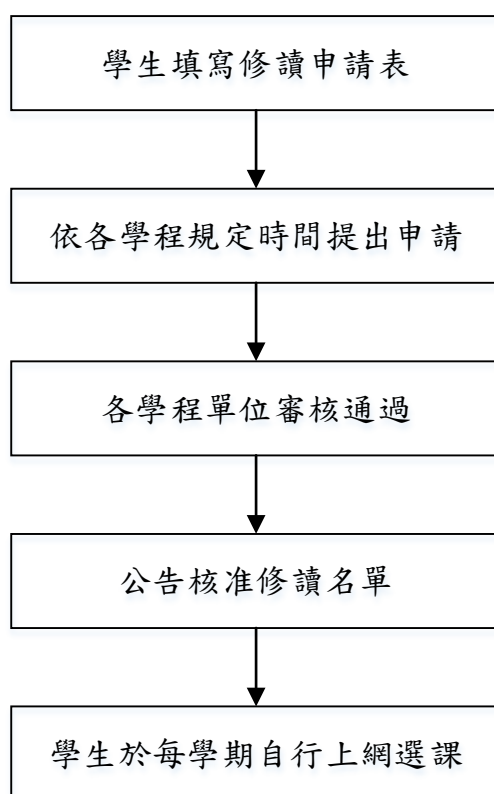 學生填寫修讀申請表
依各學程規定時間提出申請
各學程單位審核通過
公告核准修讀名單
學生於每學期自行上網選課